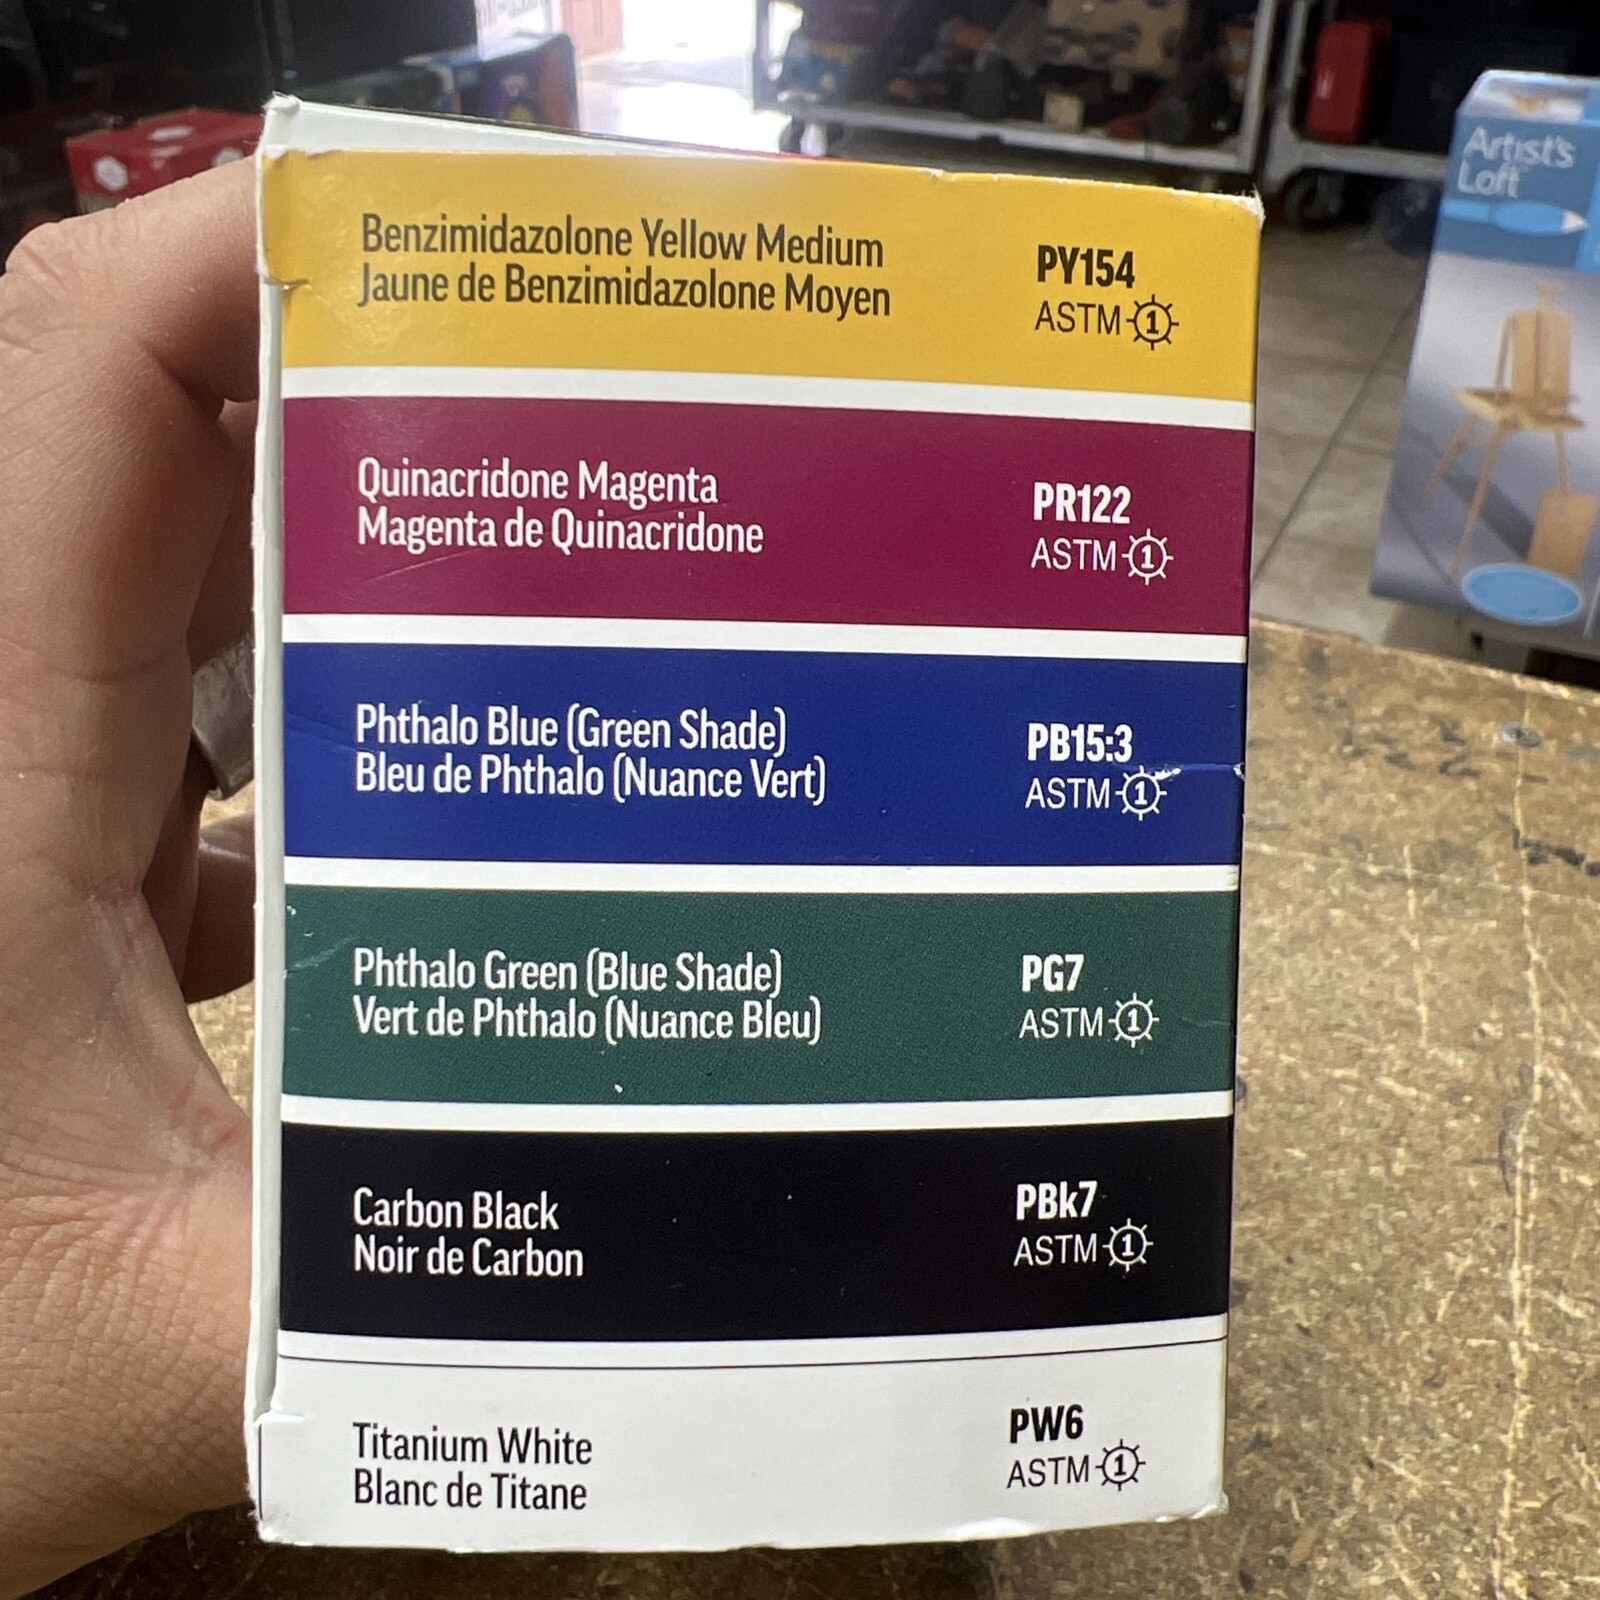 Artist's
Loft
Benzimidazolone Yellow Medium
Jaune de Benzimidazolone Moyen
PY154
ASTM 1
Quinacridone Magenta
Magenta de Quinacridone
PR122
ASTM 1
Phthalo Blue (Green Shade)
Bleu de Phthalo (Nuance Vert)
PB15:3
ASTM 1
Phthalo Green (Blue Shade)
Vert de Phthalo (Nuance Bleu)
PG7
ASTM 1
Carbon Black
Noir de Carbon
PBk7
ASTM 1
Titanium White
Blanc de Titane
PW6
ASTM 1